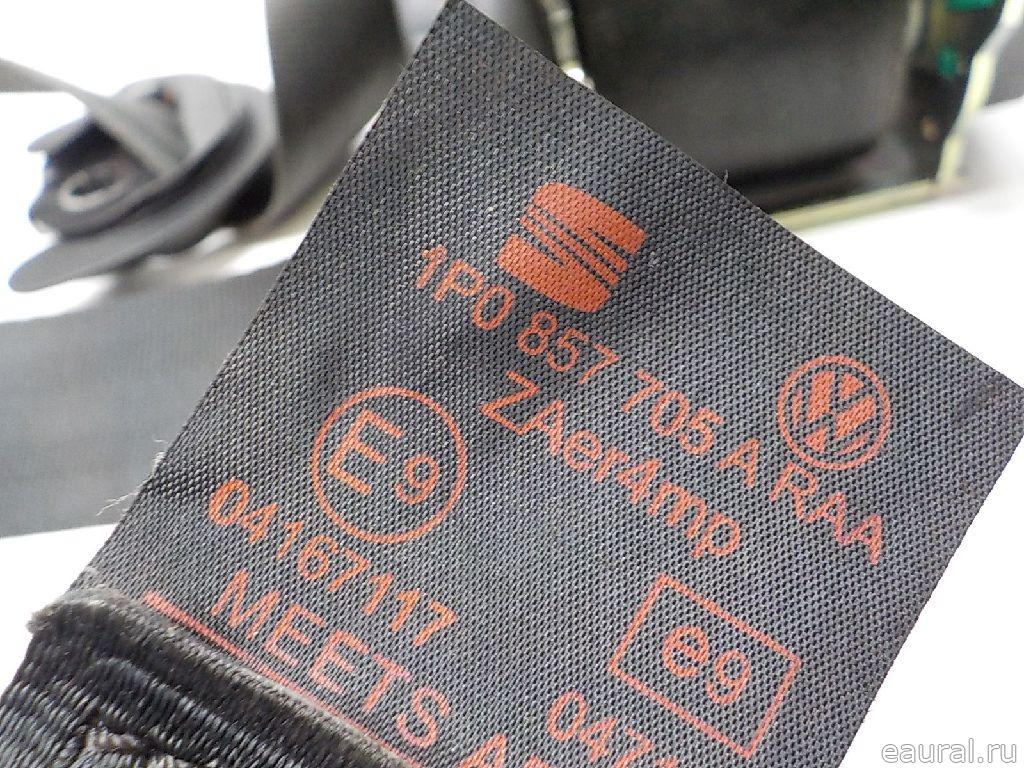 1P0 857 705 A RAA
ZAer4mp
E9
04167117
e9
MEETS
eaural.ru